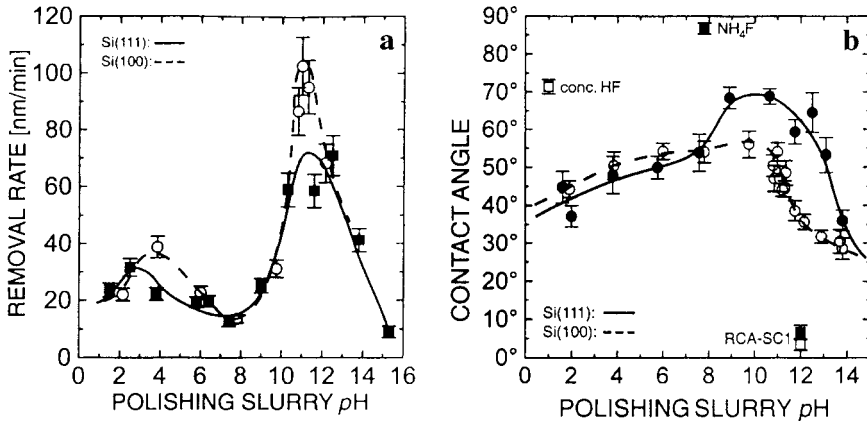 a
Si(111):
Si(100):
REMOVAL RATE [nm/min]
120
100
80
60
40
20
0
0 2 4 6 8 10 12 14 16
POLISHING SLURRY pH
b
NH₄F
conc. HF
CONTACT ANGLE
90°
80°
70°
60°
50°
40°
30°
20°
10°
0°
Si(111):
Si(100):
RCA-SC1
0 2 4 6 8 10 12 14
POLISHING SLURRY pH